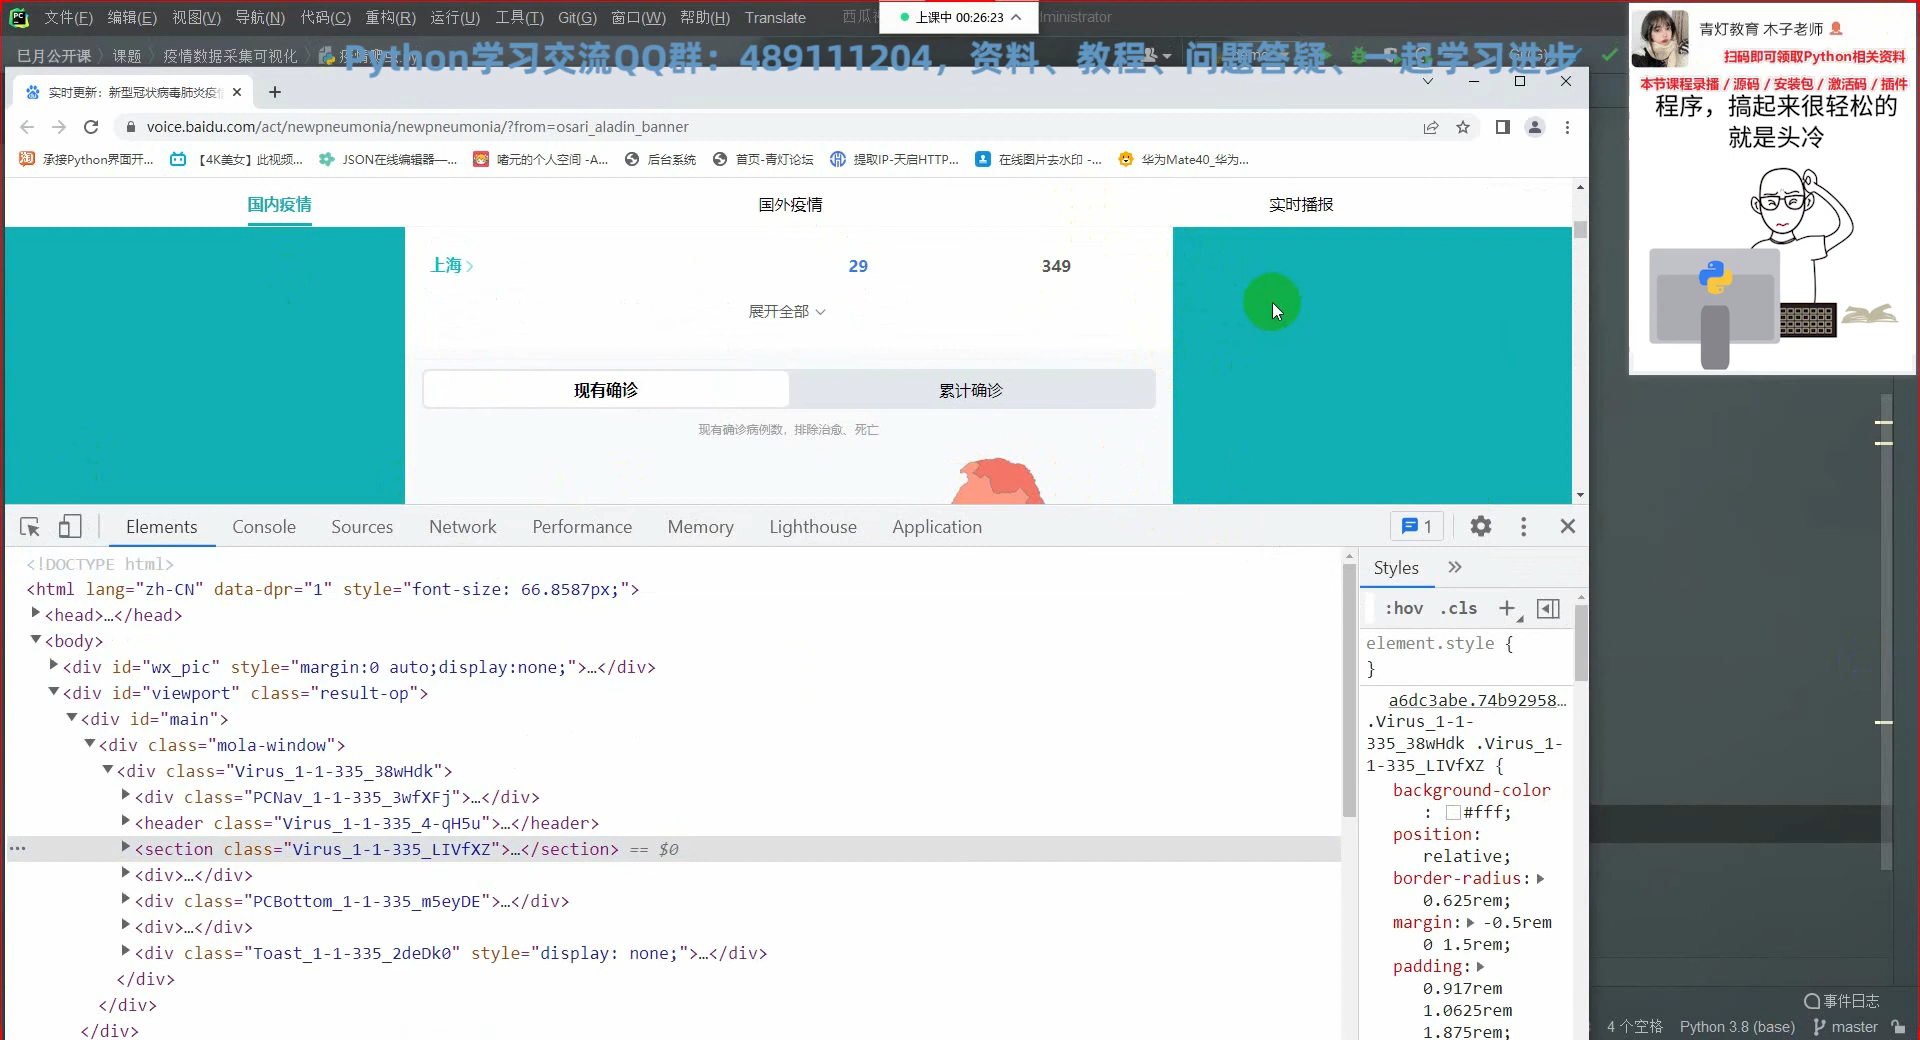 文件(F) 编辑(E) 视图(V) 导航(N) 代码(C) 重构(R) 运行(U) 工具(T) Git(G) 窗口(W) 帮助(H) Translate
上课中 00:26:23
巳月公开课 课题 疫情数据采集可视化
Python学习交流QQ群：489111204，资料、教程、问题答疑、一起学习进步
青灯教育 木子老师
扫码即可领取Python相关资料
本节课程录播 / 源码 / 安装包 / 激活码 / 插件
程序，搞起来很轻松的
就是头冷
实时更新：新型冠状病毒肺炎疫
voice.baidu.com/act/newpneumonia/newpneumonia/?from=osari_aladin_banner
承接Python界面开... 【4K美女】此视频... JSON在线编辑器—... 啫元的个人空间 -A... 后台系统 首页-青灯论坛 提取IP-天启HTTP... 在线图片去水印 -... 华为Mate40_华为...
国内疫情 国外疫情 实时播报
上海 29 349
展开全部
现有确诊 累计确诊
现有确诊病例数，排除治愈、死亡
Elements Console Sources Network Performance Memory Lighthouse Application 1
<!DOCTYPE html>
<html lang="zh-CN" data-dpr="1" style="font-size: 66.8587px;">
<head>…</head>
<body>
<div id="wx_pic" style="margin:0 auto;display:none;">…</div>
<div id="viewport" class="result-op">
<div id="main">
<div class="mola-window">
<div class="Virus_1-1-335_38wHdk">
<div class="PCNav_1-1-335_3wfXFj">…</div>
<header class="Virus_1-1-335_4-qH5u">…</header>
<section class="Virus_1-1-335_LIVfXZ">…</section> == $0
<div>…</div>
<div class="PCBottom_1-1-335_m5eyDE">…</div>
<div>…</div>
<div class="Toast_1-1-335_2deDk0" style="display: none;">…</div>
</div>
</div>
</div>
Styles
:hov .cls
element.style {
}
a6dc3abe.74b92958…
.Virus_1-1-
335_38wHdk .Virus_1-
1-335_LIVfXZ {
background-color
: #fff;
position:
relative;
border-radius:
0.625rem;
margin: -0.5rem
0 1.5rem;
padding:
0.917rem
1.0625rem
1.875rem;
事件日志
4 个空格 Python 3.8 (base) master